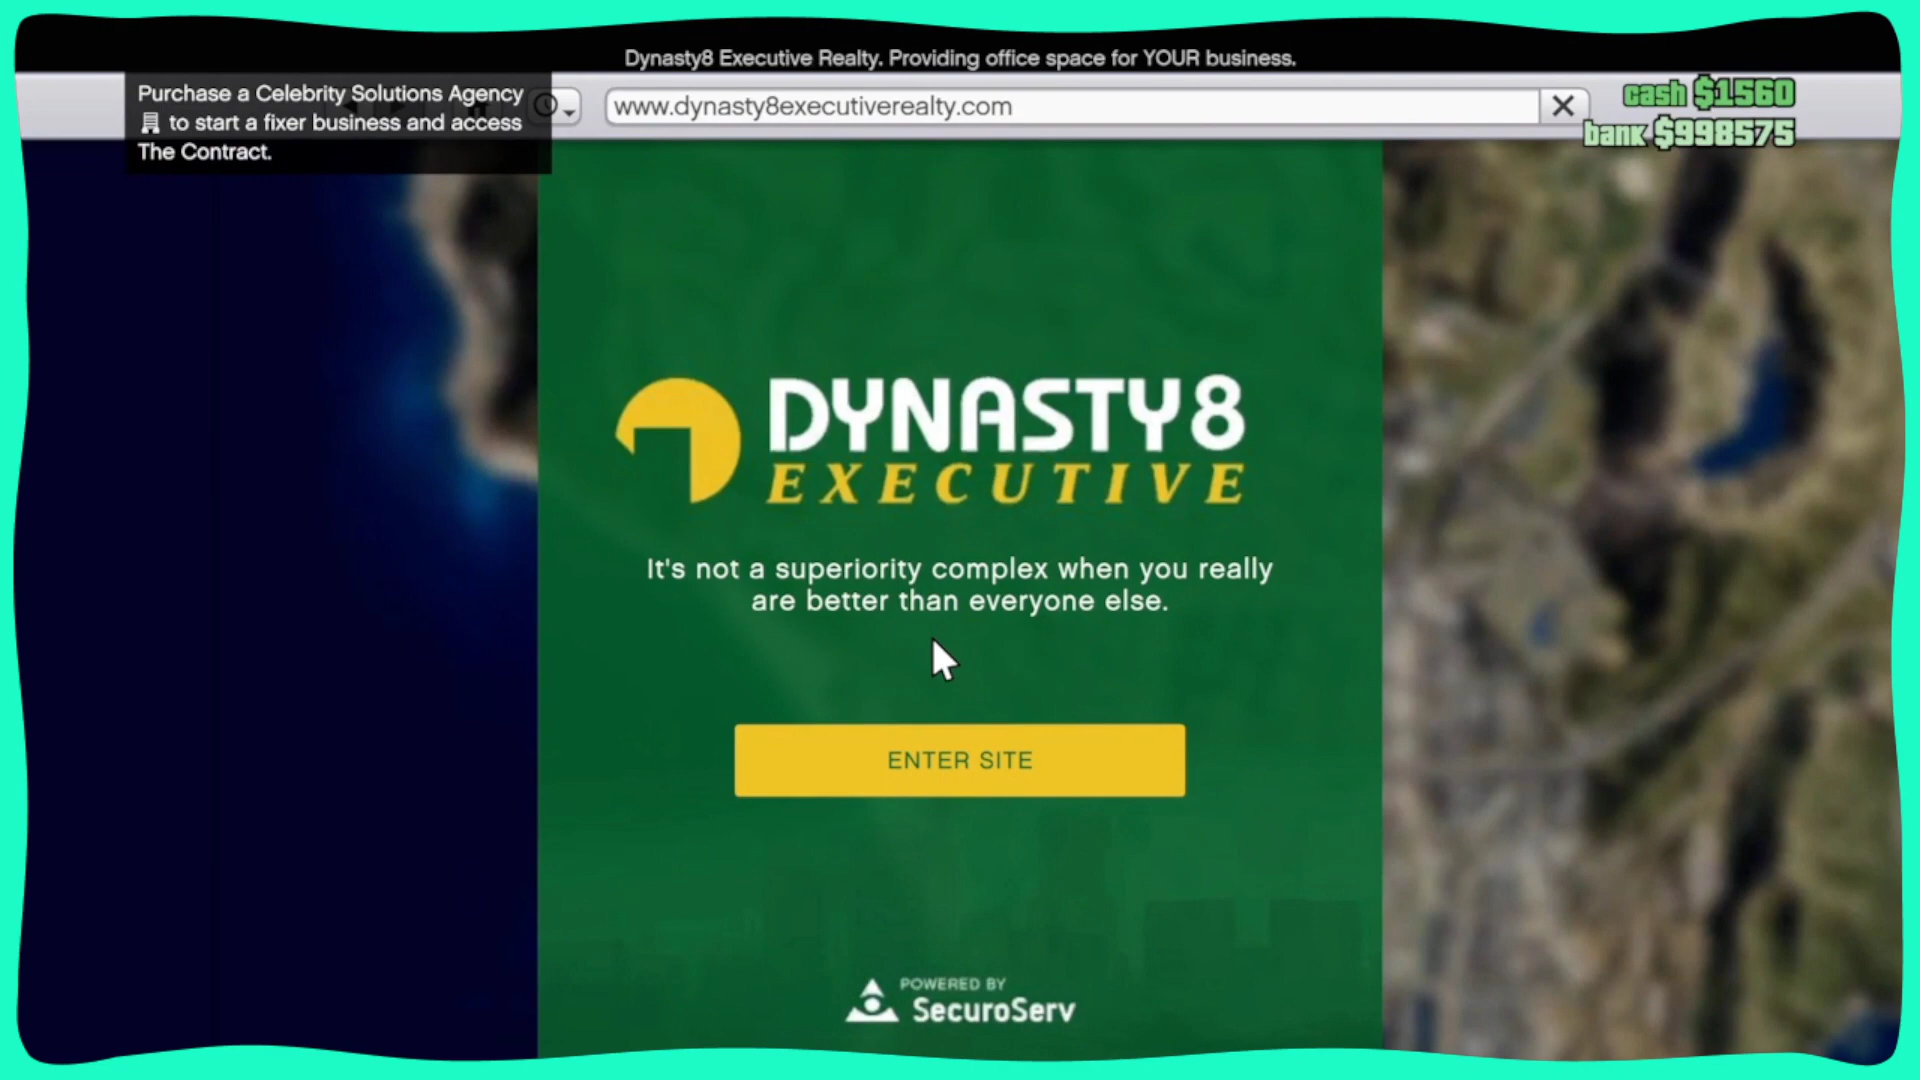 Dynasty8 Executive Realty. Providing office space for YOUR business.
Purchase a Celebrity Solutions Agency
to start a fixer business and access
The Contract.
www.dynasty8executiverealty.com
cash $1560
bank $998575
DYNASTY8
EXECUTIVE
It's not a superiority complex when you really
are better than everyone else.
ENTER SITE
POWERED BY
SecuroServ